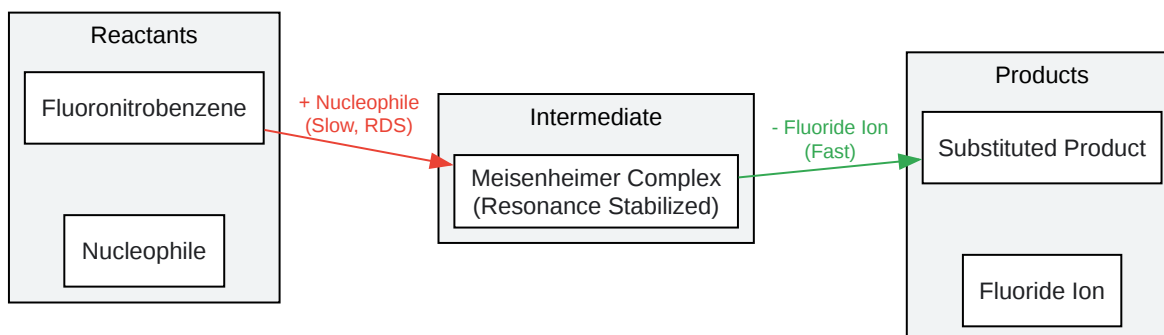 Reactants
Fluoronitrobenzene
Nucleophile
+ Nucleophile
(Slow, RDS)
Intermediate
Meisenheimer Complex
(Resonance Stabilized)
- Fluoride Ion
(Fast)
Products
Substituted Product
Fluoride Ion